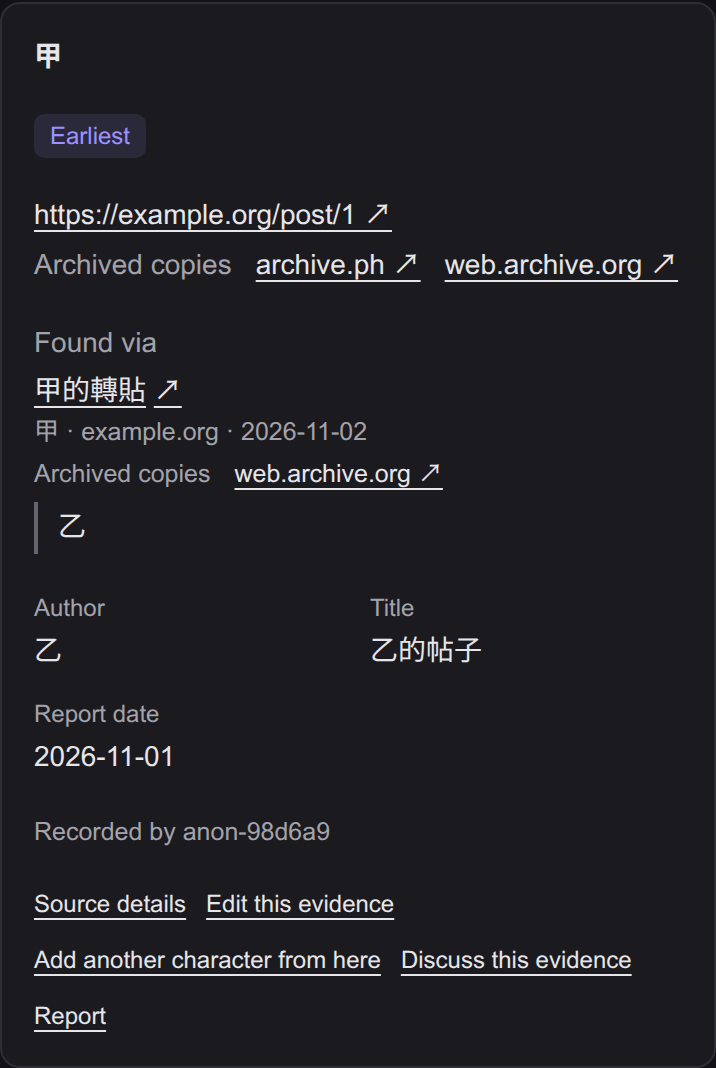 甲
Earliest
https://example.org/post/1 ↗
Archived copies archive.ph ↗ web.archive.org ↗
Found via
甲的轉貼 ↗
甲 · example.org · 2026-11-02
Archived copies web.archive.org ↗
乙
Author Title
乙 乙的帖子
Report date
2026-11-01
Recorded by anon-98d6a9
Source details Edit this evidence
Add another character from here Discuss this evidence
Report